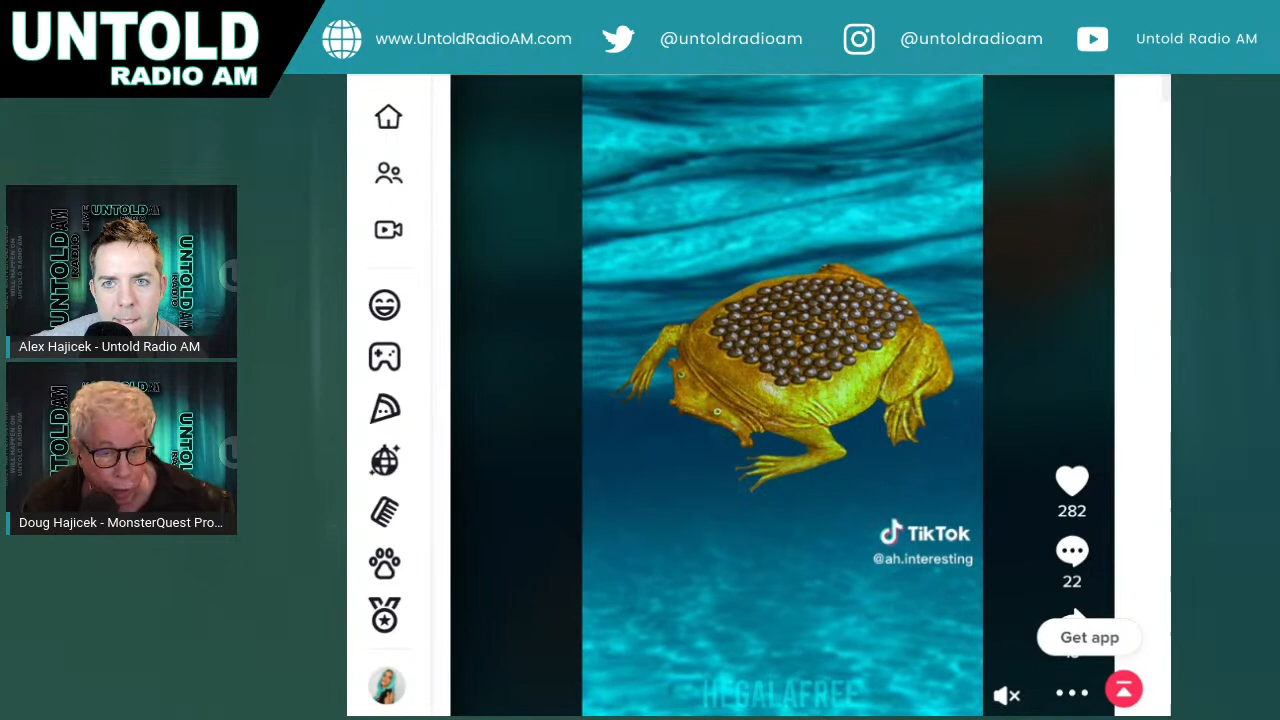 UNTOLD
RADIO AM
www.UntoldRadioAM.com
@untoldradioam
@untoldradioam
Untold Radio AM
Alex Hajicek - Untold Radio AM
Doug Hajicek - MonsterQuest Pro...
TikTok
@ah.interesting
282
22
Get app
HEGALAFREE